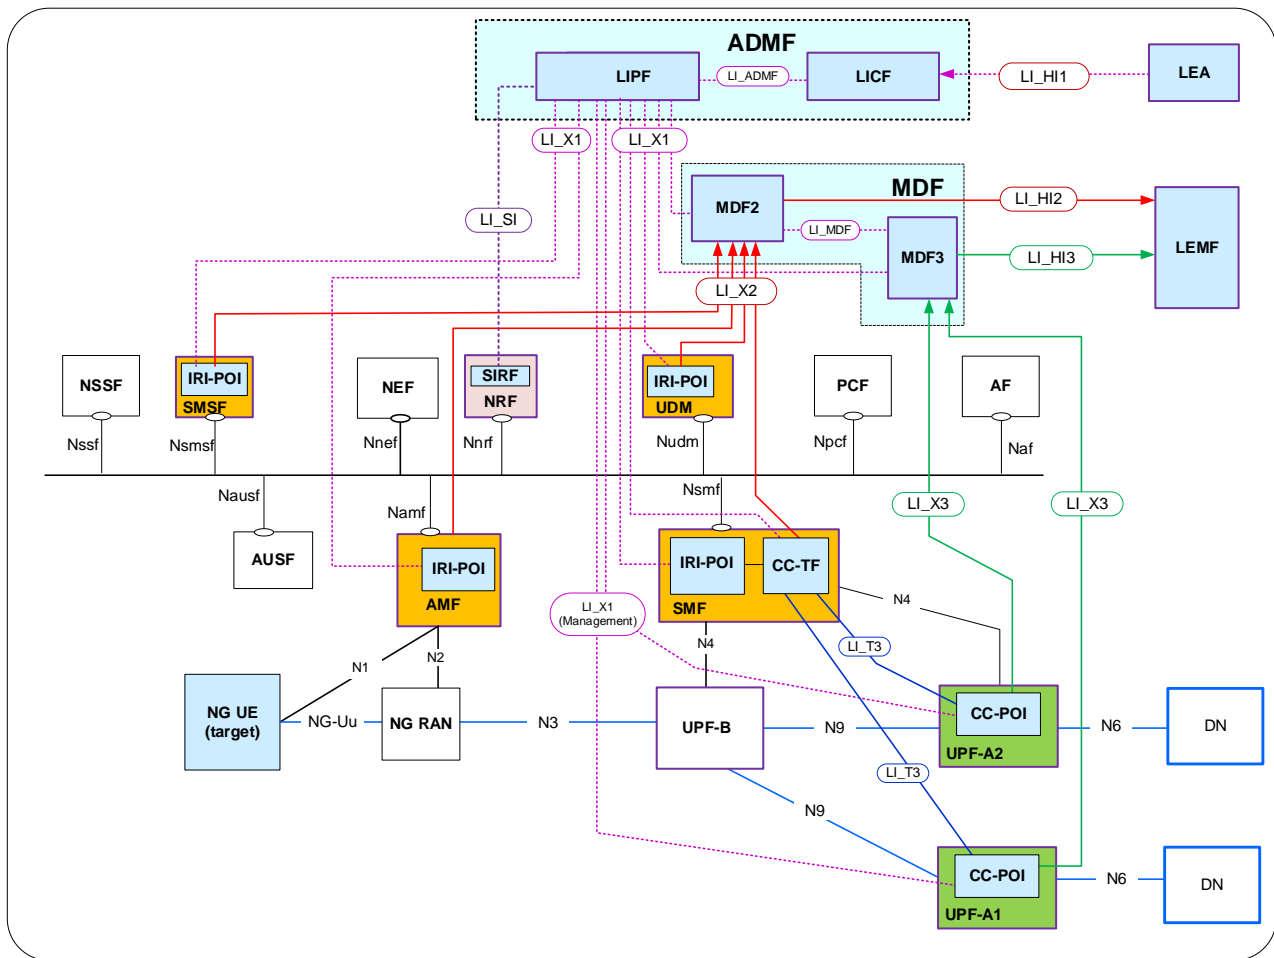 ADMF
LIPF
LI_ADMF
LICF
LI_HI1
LEA
LI_X1
LI_X1
MDF
MDF2
LI_HI2
LI_SI
LI_MDF
LEMF
MDF3
LI_HI3
LI_X2
NSSF
IRI-POI
SMSF
NEF
SIRF
NRF
IRI-POI
UDM
PCF
AF
Nssf
Nsmsf
Nnef
Nnrf
Nudm
Npcf
Naf
Nausf
Namf
Nsmf
LI_X3
LI_X3
AUSF
IRI-POI
AMF
IRI-POI
CC-TF
SMF
LI_X1
(Management)
N4
N4
LI_T3
N1
N2
NG UE
(target)
NG-Uu
NG RAN
N3
UPF-B
N9
CC-POI
UPF-A2
N6
DN
LI_T3
N9
CC-POI
UPF-A1
N6
DN